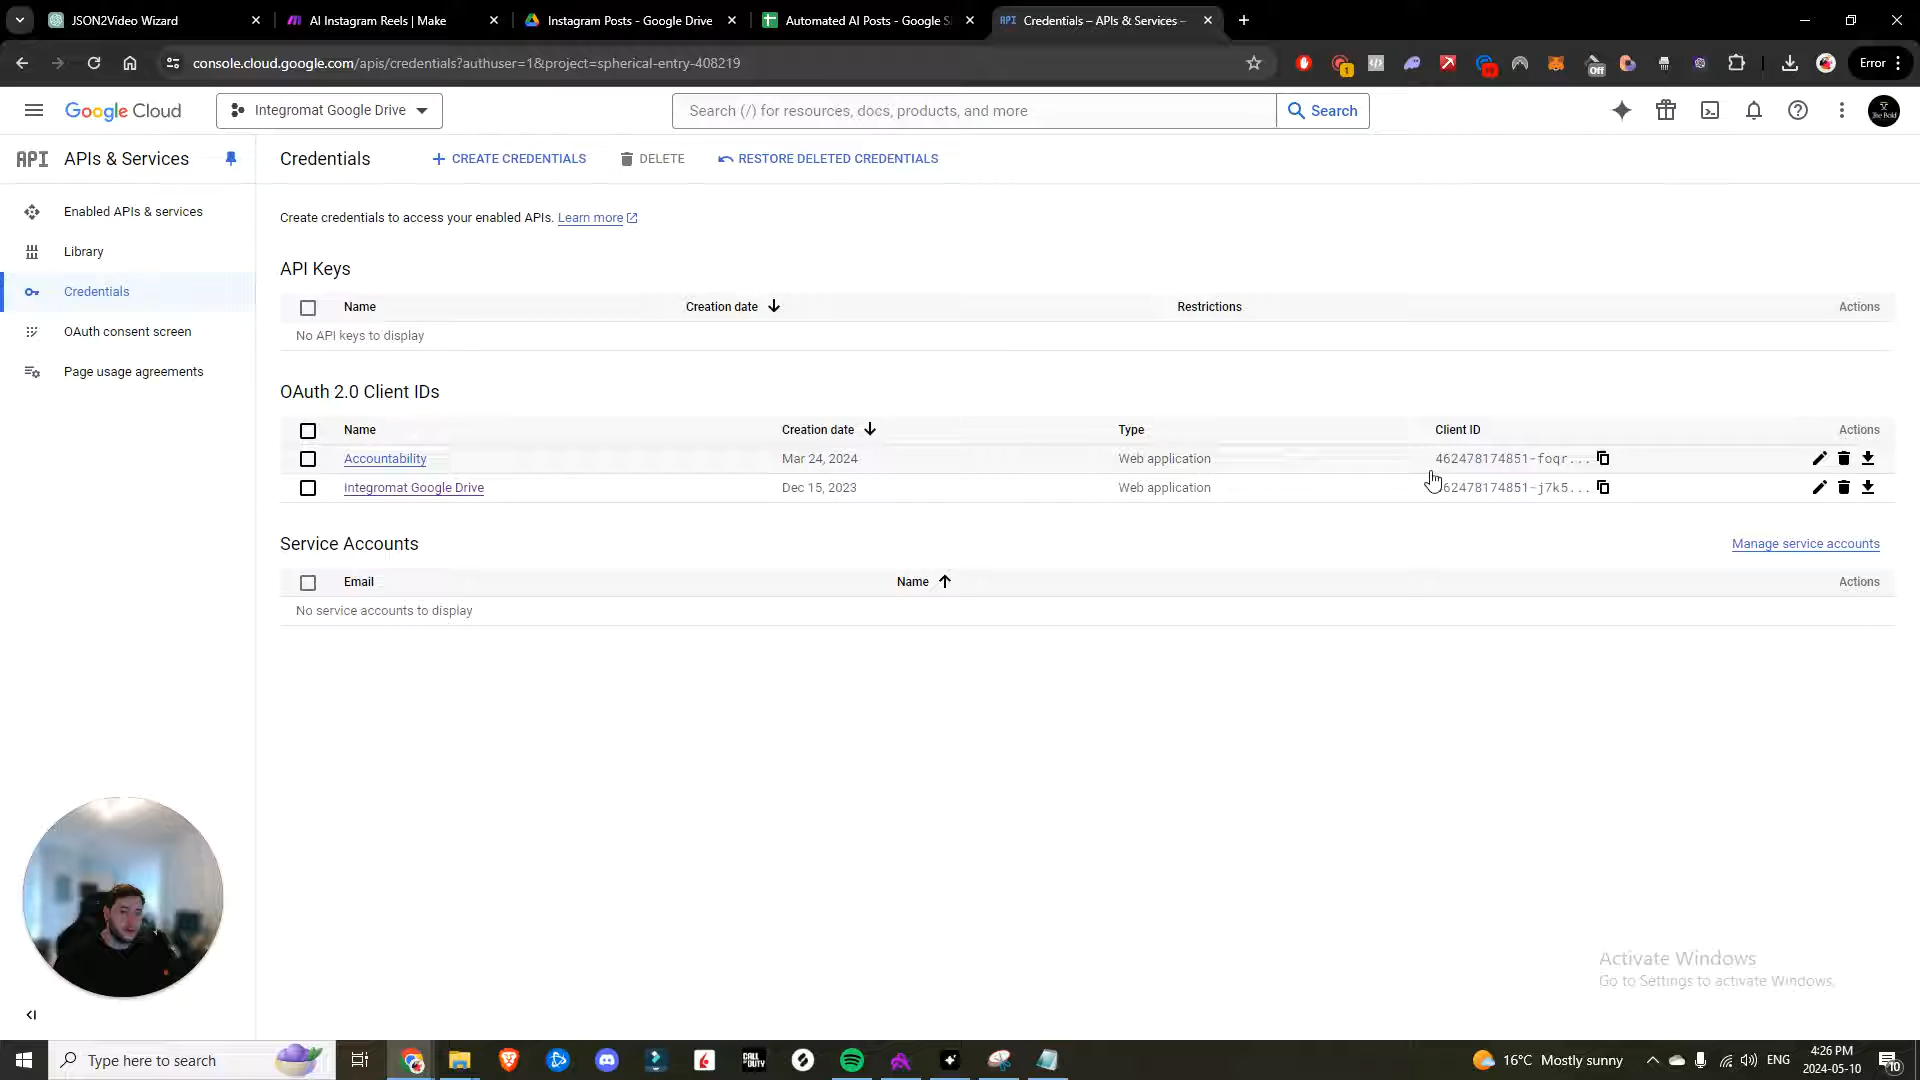 JSON2Video Wizard
AI Instagram Reels | Make
Instagram Posts - Google Drive
Automated AI Posts - Google S
API Credentials – APIs & Services –
console.cloud.google.com/apis/credentials?authuser=1&project=spherical-entry-408219
Off
Error
Google Cloud
Integromat Google Drive
Search (/) for resources, docs, products, and more
Search
API APIs & Services
Credentials
CREATE CREDENTIALS
DELETE
RESTORE DELETED CREDENTIALS
Enabled APIs & services
Library
Credentials
OAuth consent screen
Page usage agreements
Create credentials to access your enabled APIs. Learn more
API Keys
Name Creation date Restrictions Actions
No API keys to display
OAuth 2.0 Client IDs
Name Creation date Type Client ID Actions
Accountability Mar 24, 2024 Web application 462478174851-foqr...
Integromat Google Drive Dec 15, 2023 Web application 62478174851-j7k5...
Service Accounts
Manage service accounts
Email Name Actions
No service accounts to display
Activate Windows
Go to Settings to activate Windows.
Type here to search
16°C Mostly sunny
ENG
4:26 PM
2024-05-10
10